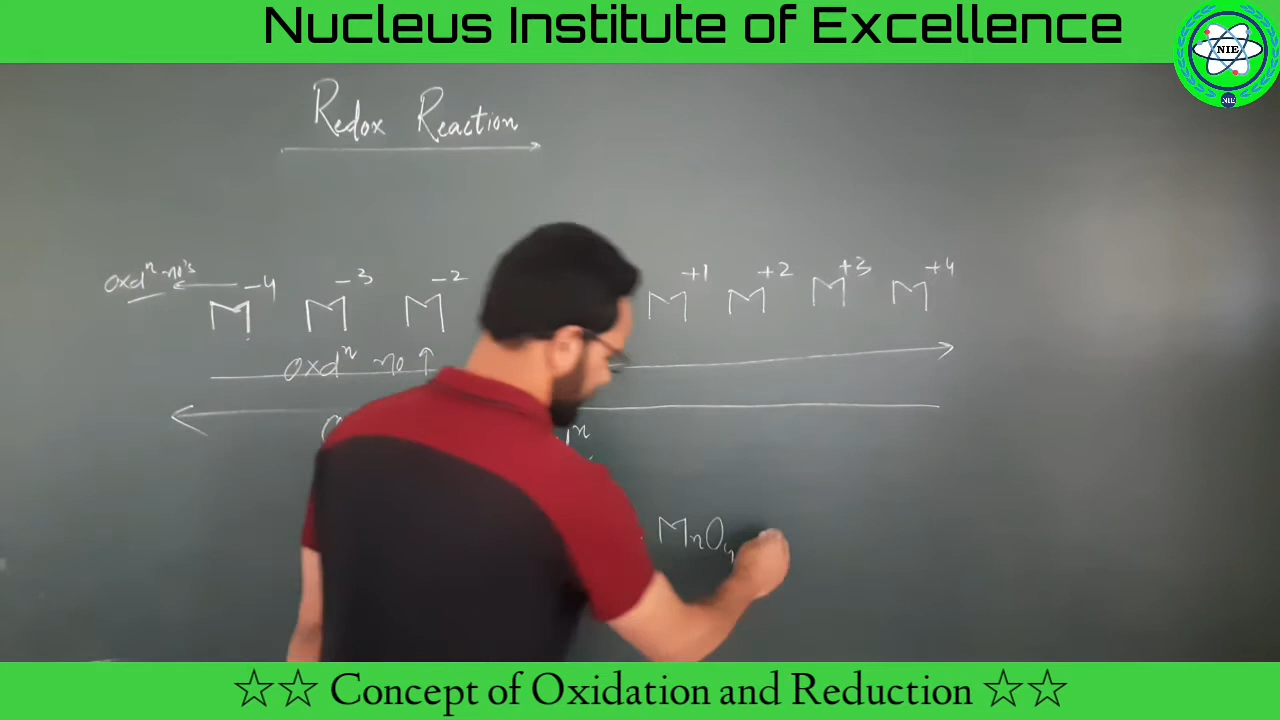 Nucleus Institute of Excellence
NIE
NIE
Redox Reaction
oxdⁿ no's
M⁻⁴ M⁻³ M⁻² M⁺¹ M⁺² M⁺³ M⁺⁴
oxdⁿ no ↑
MnO₄
☆☆ Concept of Oxidation and Reduction ☆☆